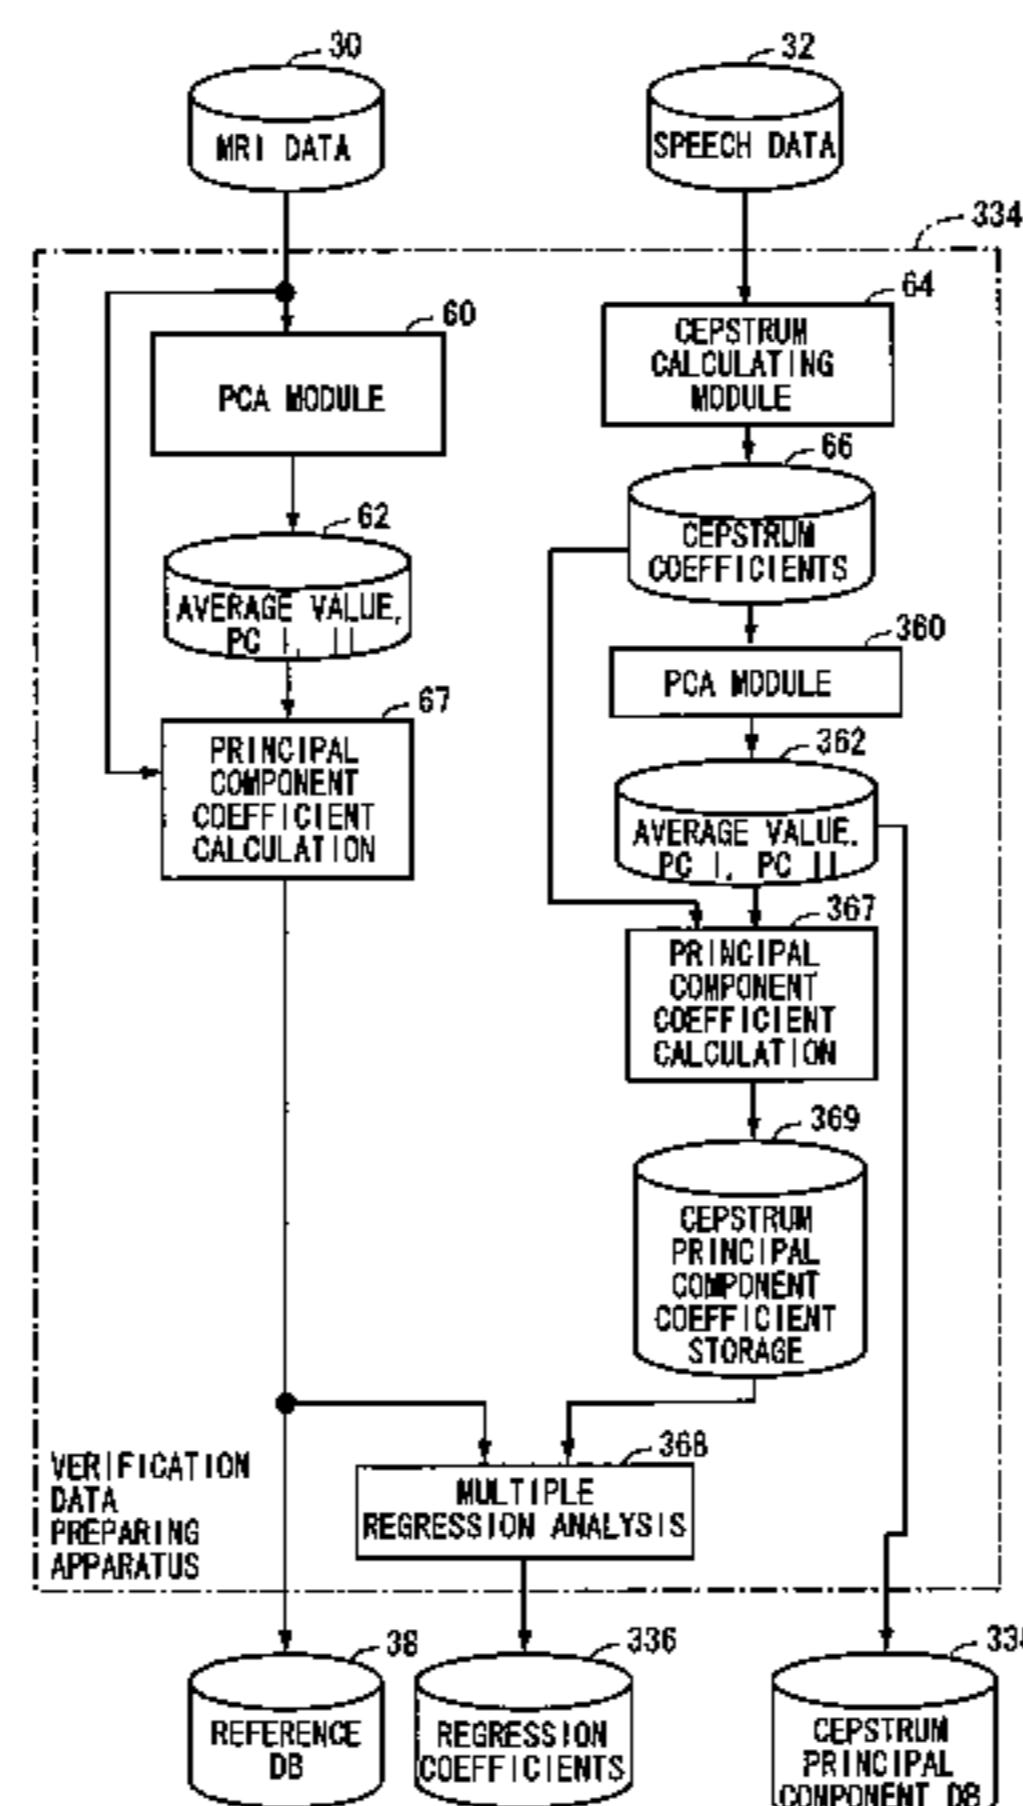 30
32
MRI DATA
SPEECH DATA
334
60
64
PCA MODULE
CEPSTRUM
CALCULATING
MODULE
66
62
CEPSTRUM
COEFFICIENTS
AVERAGE VALUE,
PC I, II
360
PCA MODULE
67
362
PRINCIPAL
COMPONENT
COEFFICIENT
CALCULATION
AVERAGE VALUE.
PC I, PC II
367
PRINCIPAL
COMPONENT
COEFFICIENT
CALCULATION
369
CEPSTRUM
PRINCIPAL
COMPONENT
COEFFICIENT
STORAGE
368
VERIFICATION
DATA
PREPARING
APPARATUS
MULTIPLE
REGRESSION ANALYSIS
38
336
REFERENCE
DB
REGRESSION
COEFFICIENTS
CEPSTRUM
PRINCIPAL
COMPONENT DB